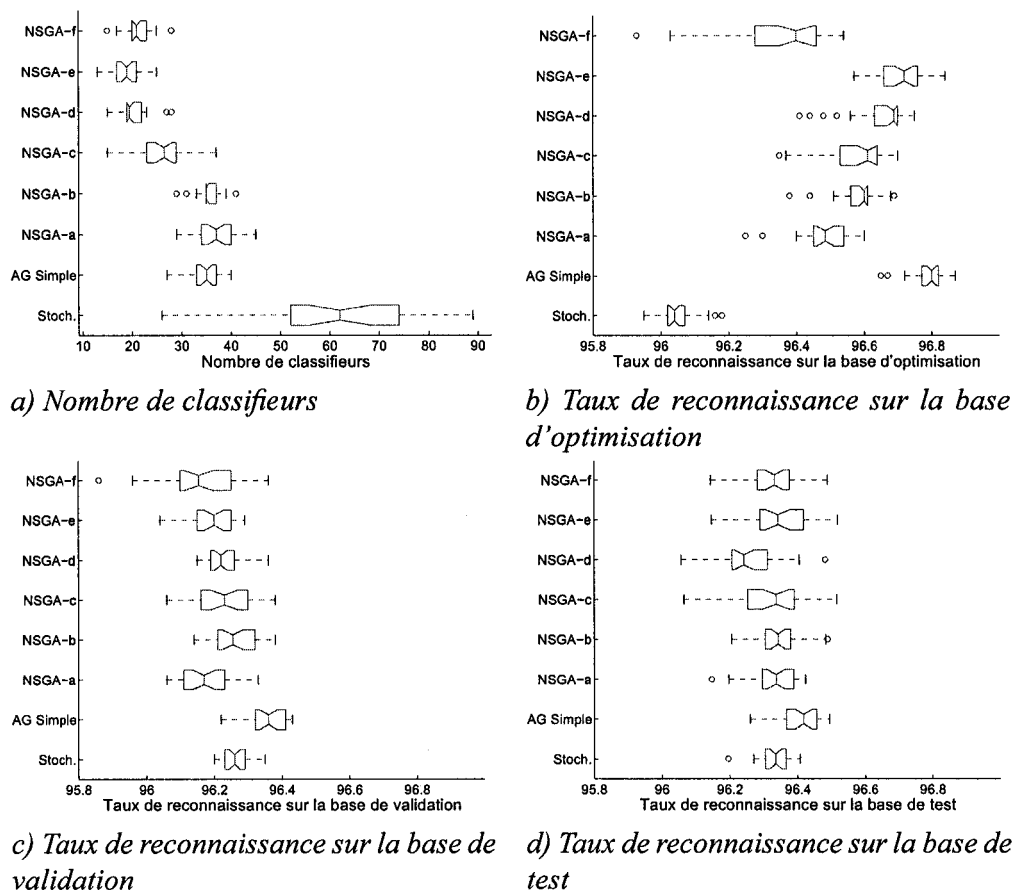 NSGA-f
NSGA-e
NSGA-d
NSGA-c
NSGA-b
NSGA-a
AG Simple
Stoch.
10 20 30 40 50 60 70 80 90
Nombre de classifieurs
a) Nombre de classifieurs
NSGA-f
NSGA-e
NSGA-d
NSGA-c
NSGA-b
NSGA-a
AG Simple
Stoch.
95.8 96 96.2 96.4 96.6 96.8
Taux de reconnaissance sur la base d'optimisation
b) Taux de reconnaissance sur la base
d'optimisation
NSGA-f
NSGA-e
NSGA-d
NSGA-c
NSGA-b
NSGA-a
AG Simple
Stoch.
95.8 96 96.2 96.4 96.6 96.8
Taux de reconnaissance sur la base de validation
c) Taux de reconnaissance sur la base de
validation
NSGA-f
NSGA-e
NSGA-d
NSGA-c
NSGA-b
NSGA-a
AG Simple
Stoch.
95.8 96 96.2 96.4 96.6 96.8
Taux de reconnaissance sur la base de test
d) Taux de reconnaissance sur la base de
test